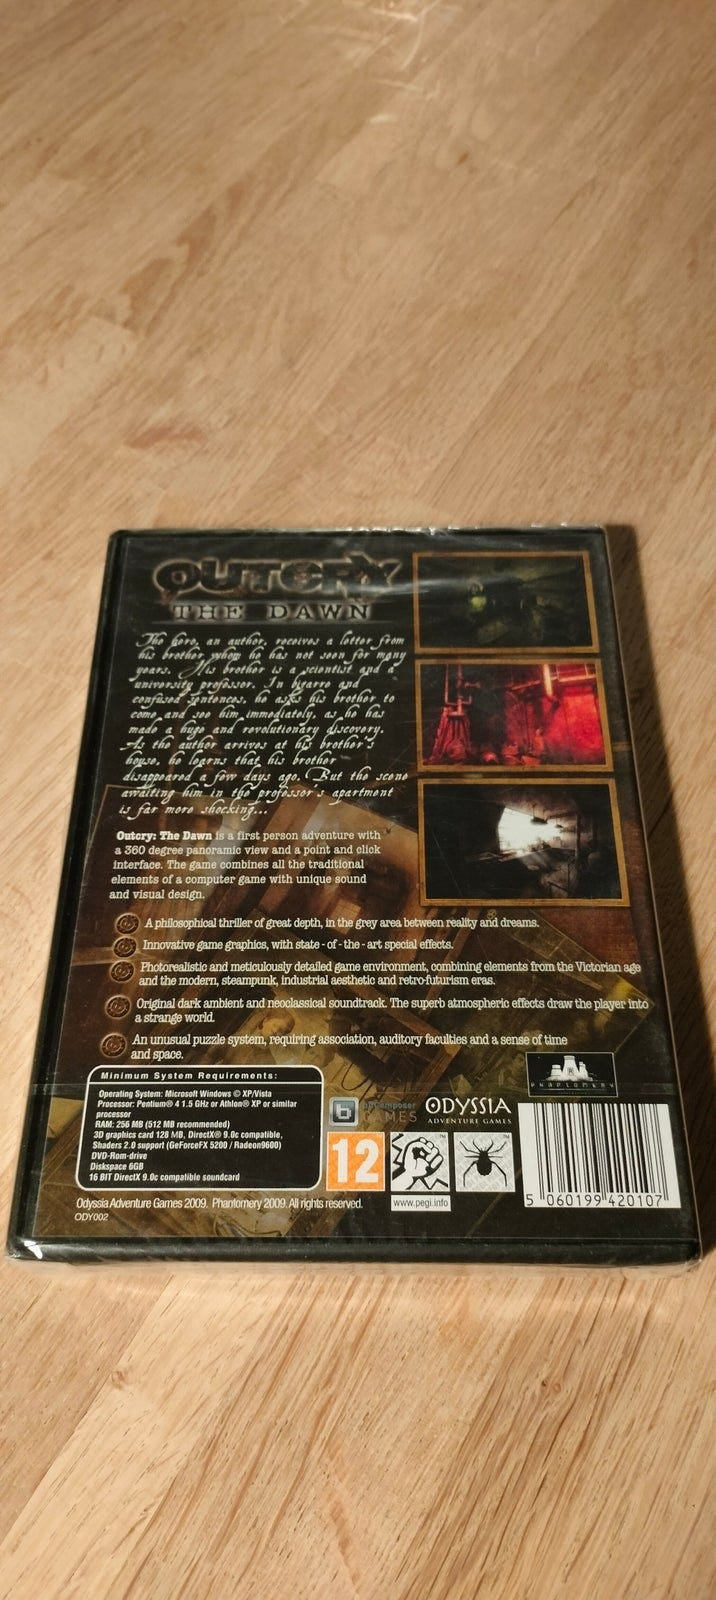 OUTCRY
THE DAWN
The hero, an author, receives a letter from
his brother whom he has not seen for many
years. His brother is a scientist and a
university professor. In bizarre and
confused sentences, he asks his brother to
come and see him immediately, as he has
made a huge and revolutionary discovery.
As the author arrives at his brother's
house, he learns that his brother
disappeared a few days ago. But the scene
awaiting him in the professor's apartment
is far more shocking...
Outcry: The Dawn is a first person adventure with
a 360 degree panoramic view and a point and click
interface. The game combines all the traditional
elements of a computer game with unique sound
and visual design.
A philosophical thriller of great depth, in the grey area between reality and dreams.
Innovative game graphics, with state - of - the - art special effects.
Photorealistic and meticulously detailed game environment, combining elements from the Victorian age
and the modern, steampunk, industrial aesthetic and retro-futurism eras.
Original dark ambient and neoclassical soundtrack. The superb atmospheric effects draw the player into
a strange world.
An unusual puzzle system, requiring association, auditory faculties and a sense of time
and space.
Minimum System Requirements:
Operating System: Microsoft Windows © XP/Vista
Processor: Pentium® 4 1.5 GHz or Athlon® XP or similar
processor
RAM: 256 MB (512 MB recommended)
3D graphics card 128 MB, DirectX® 9.0c compatible,
Shaders 2.0 support (GeForceFX 5200 / Radeon9600)
DVD-Rom-drive
Diskspace 6GB
16 BIT DirectX 9.0c compatible soundcard
PHANTOMERY
b
GAMES
ODYSSIA
ADVENTURE GAMES
12
www.pegi.info
5 060199 420107
Odyssia Adventure Games 2009. Phantomery 2009. All rights reserved.
ODY002